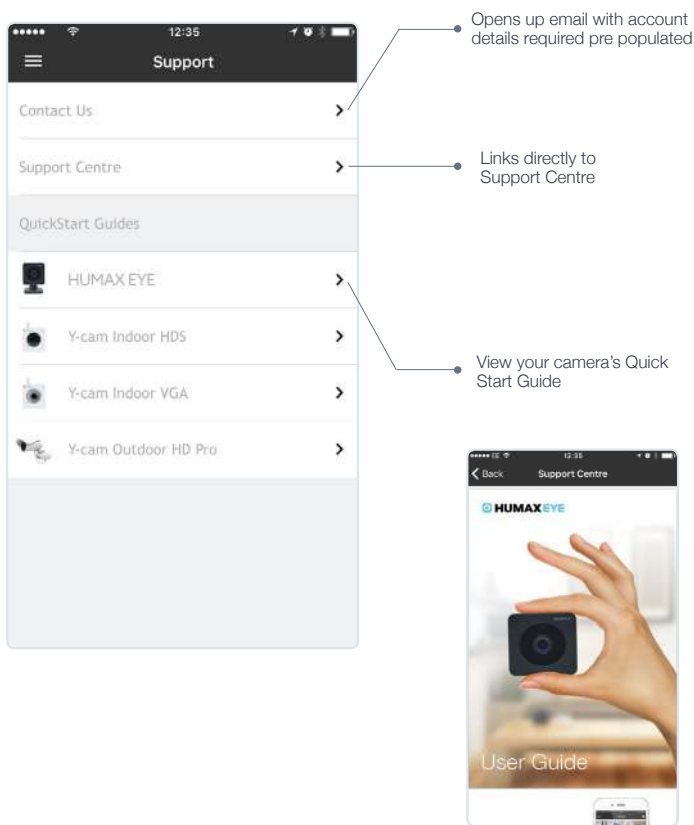 12:35
Support
Contact Us
Support Centre
QuickStart Guides
HUMAX EYE
Y-cam Indoor HDS
Y-cam Indoor VGA
Y-cam Outdoor HD Pro
Opens up email with account
details required pre populated
Links directly to
Support Centre
View your camera's Quick
Start Guide
EE 12:35
Back Support Centre
HUMAX EYE
User Guide